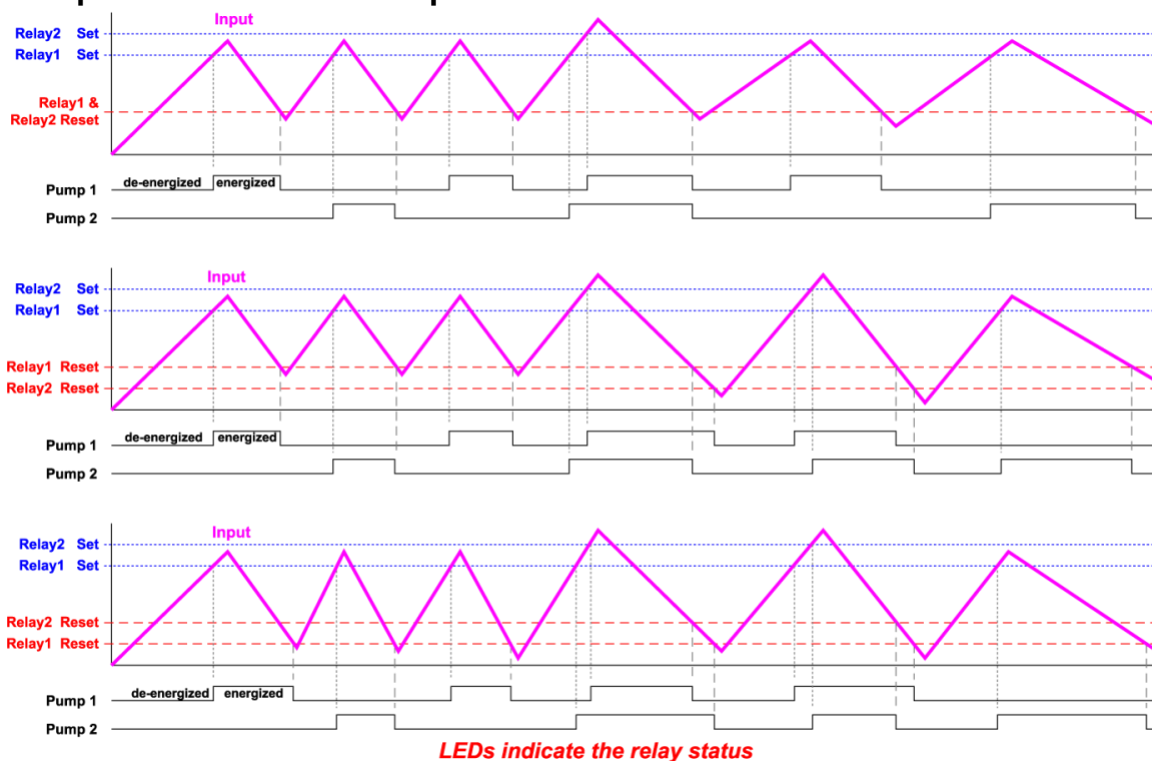 Input
Relay2 Set
Relay1 Set
Relay1 &
Relay2 Reset
de-energized energized
Pump 1
Pump 2
Input
Relay2 Set
Relay1 Set
Relay1 Reset
Relay2 Reset
de-energized energized
Pump 1
Pump 2
Input
Relay2 Set
Relay1 Set
Relay2 Reset
Relay1 Reset
de-energized energized
Pump 1
Pump 2
LEDs indicate the relay status